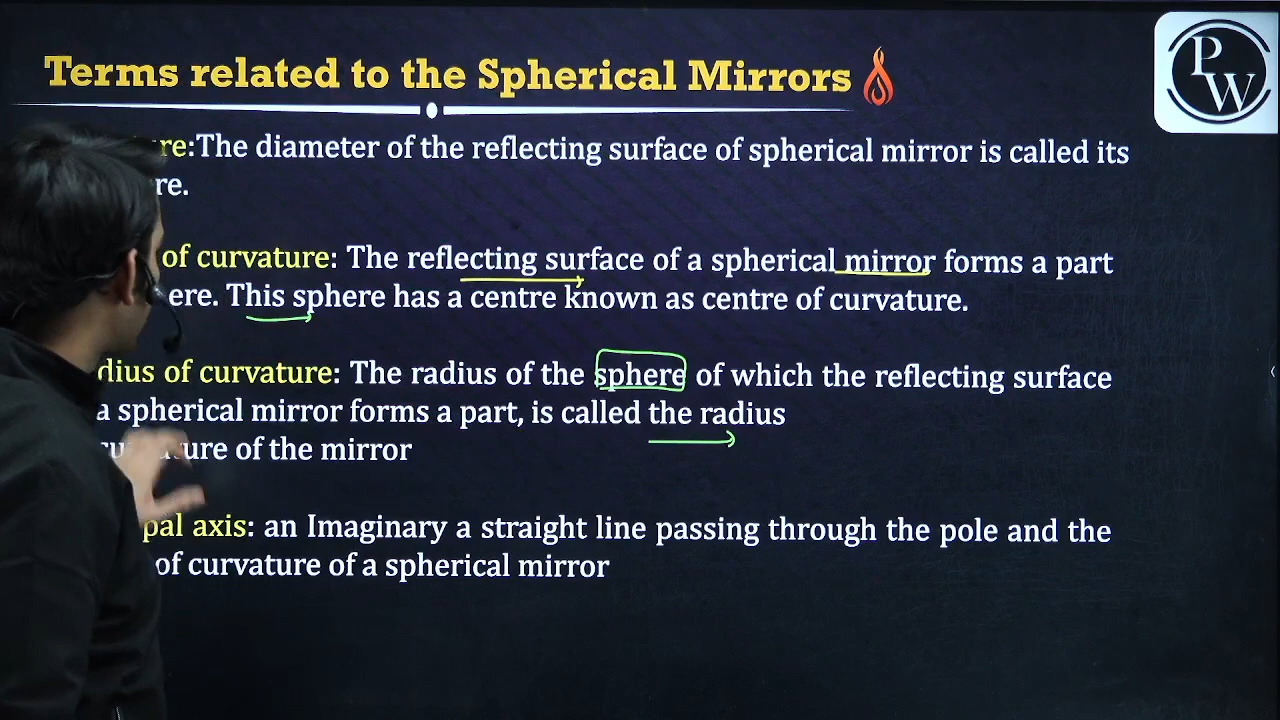 Terms related to the Spherical Mirrors
PW
re:The diameter of the reflecting surface of spherical mirror is called its
re.
of curvature: The reflecting surface of a spherical mirror forms a part
ere. This sphere has a centre known as centre of curvature.
dius of curvature: The radius of the sphere of which the reflecting surface
a spherical mirror forms a part, is called the radius
ure of the mirror
pal axis: an Imaginary a straight line passing through the pole and the
of curvature of a spherical mirror